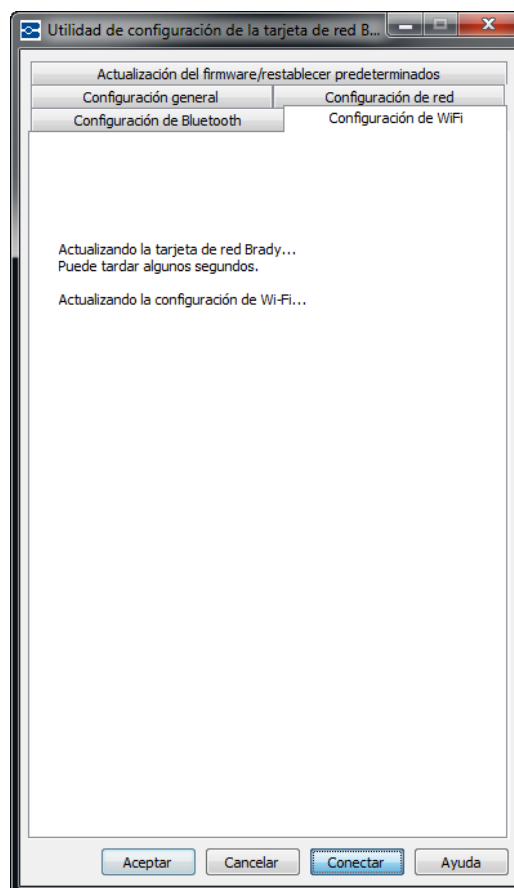 Utilidad de configuración de la tarjeta de red B...
Actualización del firmware/restablecer predeterminados
Configuración general
Configuración de red
Configuración de Bluetooth
Configuración de WiFi
Actualizando la tarjeta de red Brady...
Puede tardar algunos segundos.
Actualizando la configuración de Wi-Fi...
Aceptar
Cancelar
Conectar
Ayuda